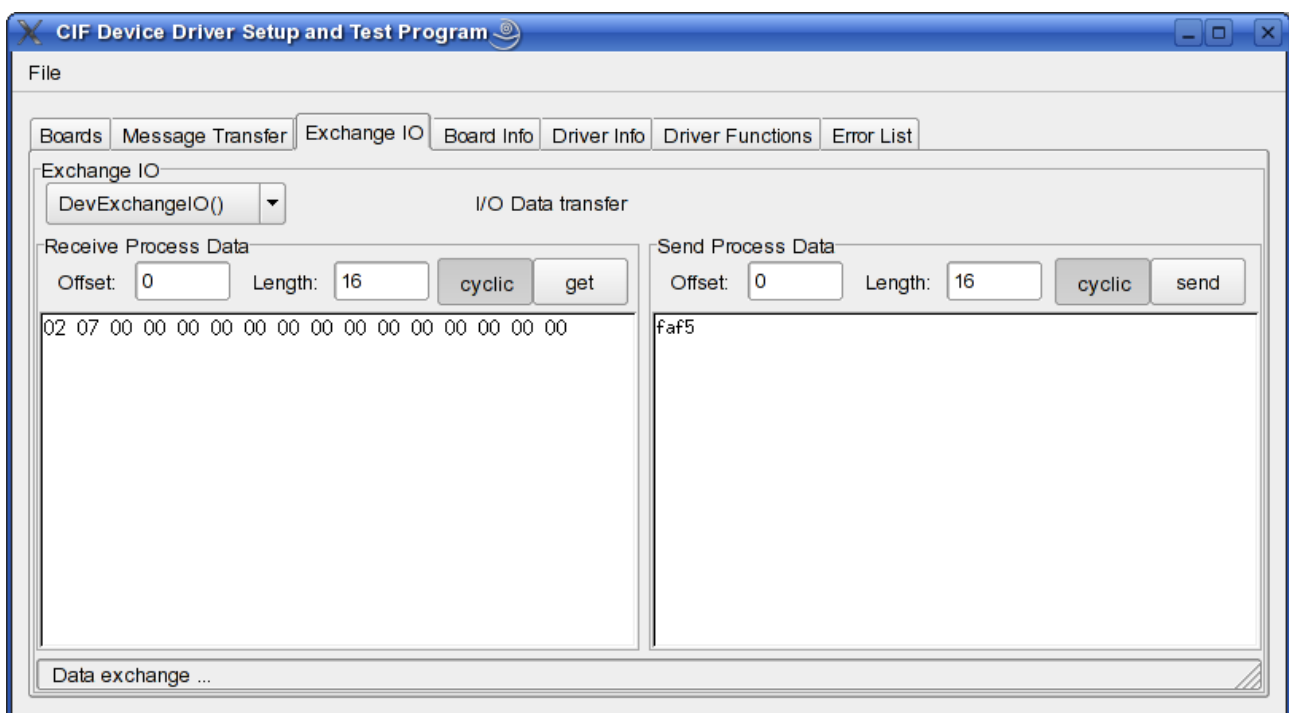 CIF Device Driver Setup and Test Program
File
Boards Message Transfer Exchange IO Board Info Driver Info Driver Functions Error List
Exchange IO
DevExchangeIO() I/O Data transfer
Receive Process Data Send Process Data
Offset: 0 Length: 16 cyclic get Offset: 0 Length: 16 cyclic send
02 07 00 00 00 00 00 00 00 00 00 00 00 00 00 00 faf5
Data exchange ...